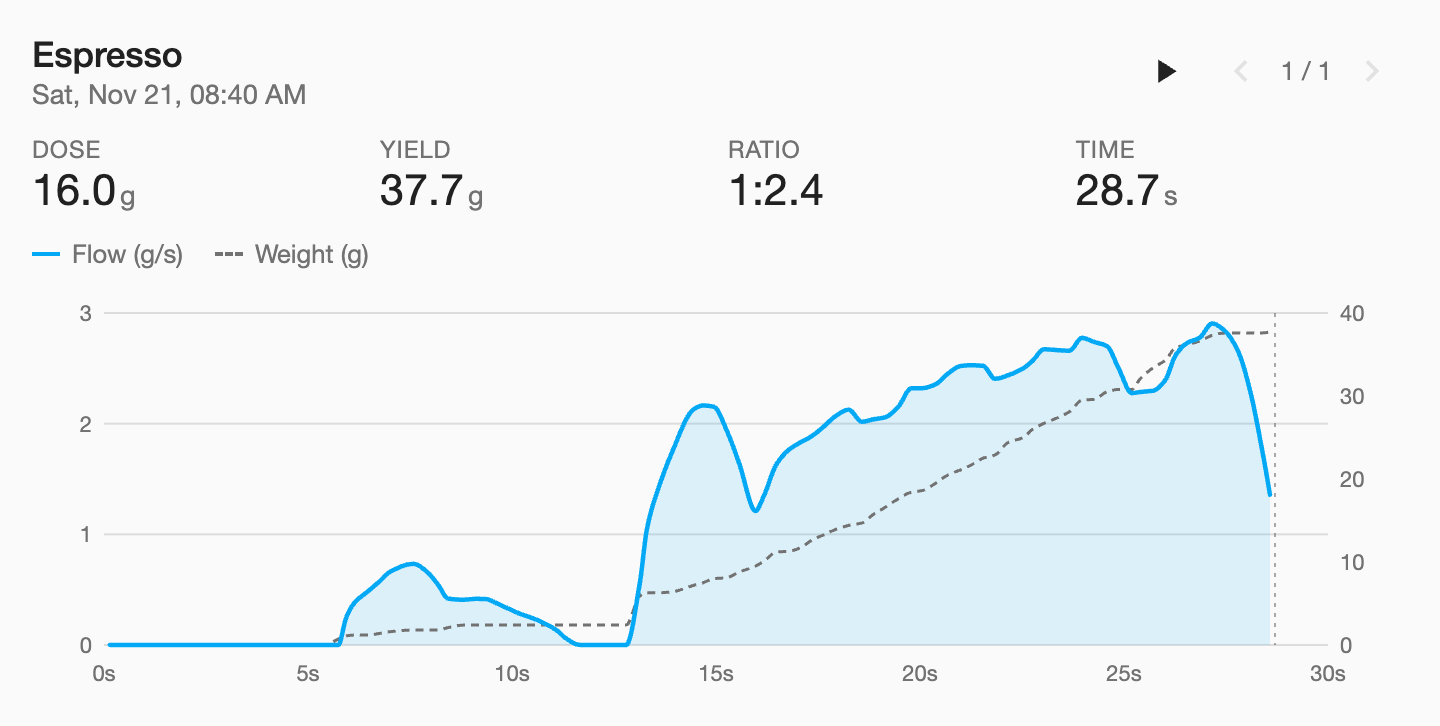 Espresso
Sat, Nov 21, 08:40 AM
1 / 1
DOSE YIELD RATIO TIME
16.0 g 37.7 g 1:2.4 28.7 s
Flow (g/s) Weight (g)
3 40
30
2
20
1
10
0 0
0s 5s 10s 15s 20s 25s 30s